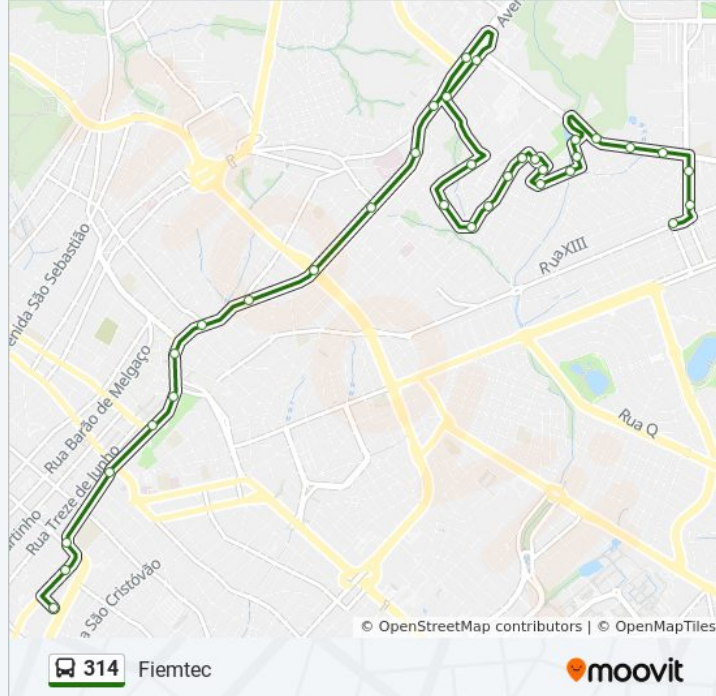 Aven
enida São Sebastião
Rua XIII
Rua Barão de Melgaço
Rua Q
Rua Treze de Junho
artinho
a São Cristóvão
© OpenStreetMap contributors | © OpenMapTiles
314 Fiemtec
moovit